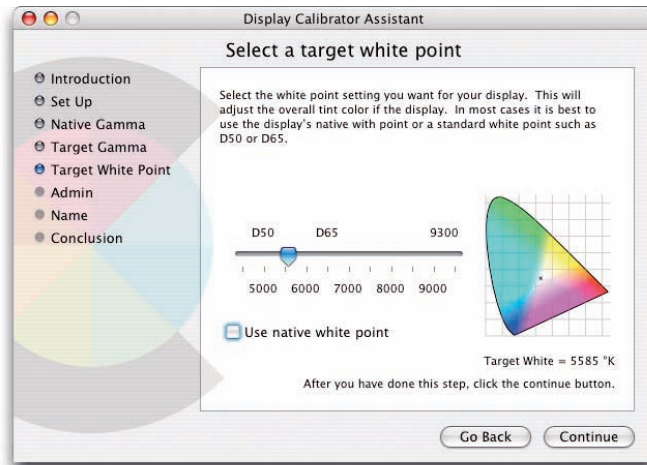 Display Calibrator Assistant
Select a target white point
Introduction
Set Up
Native Gamma
Target Gamma
Target White Point
Admin
Name
Conclusion
Select the white point setting you want for your display. This will
adjust the overall tint color if the display. In most cases it is best to
use the display's native with point or a standard white point such as
D50 or D65.
D50 D65 9300
5000 6000 7000 8000 9000
Use native white point
Target White = 5585 °K
After you have done this step, click the continue button.
Go Back Continue